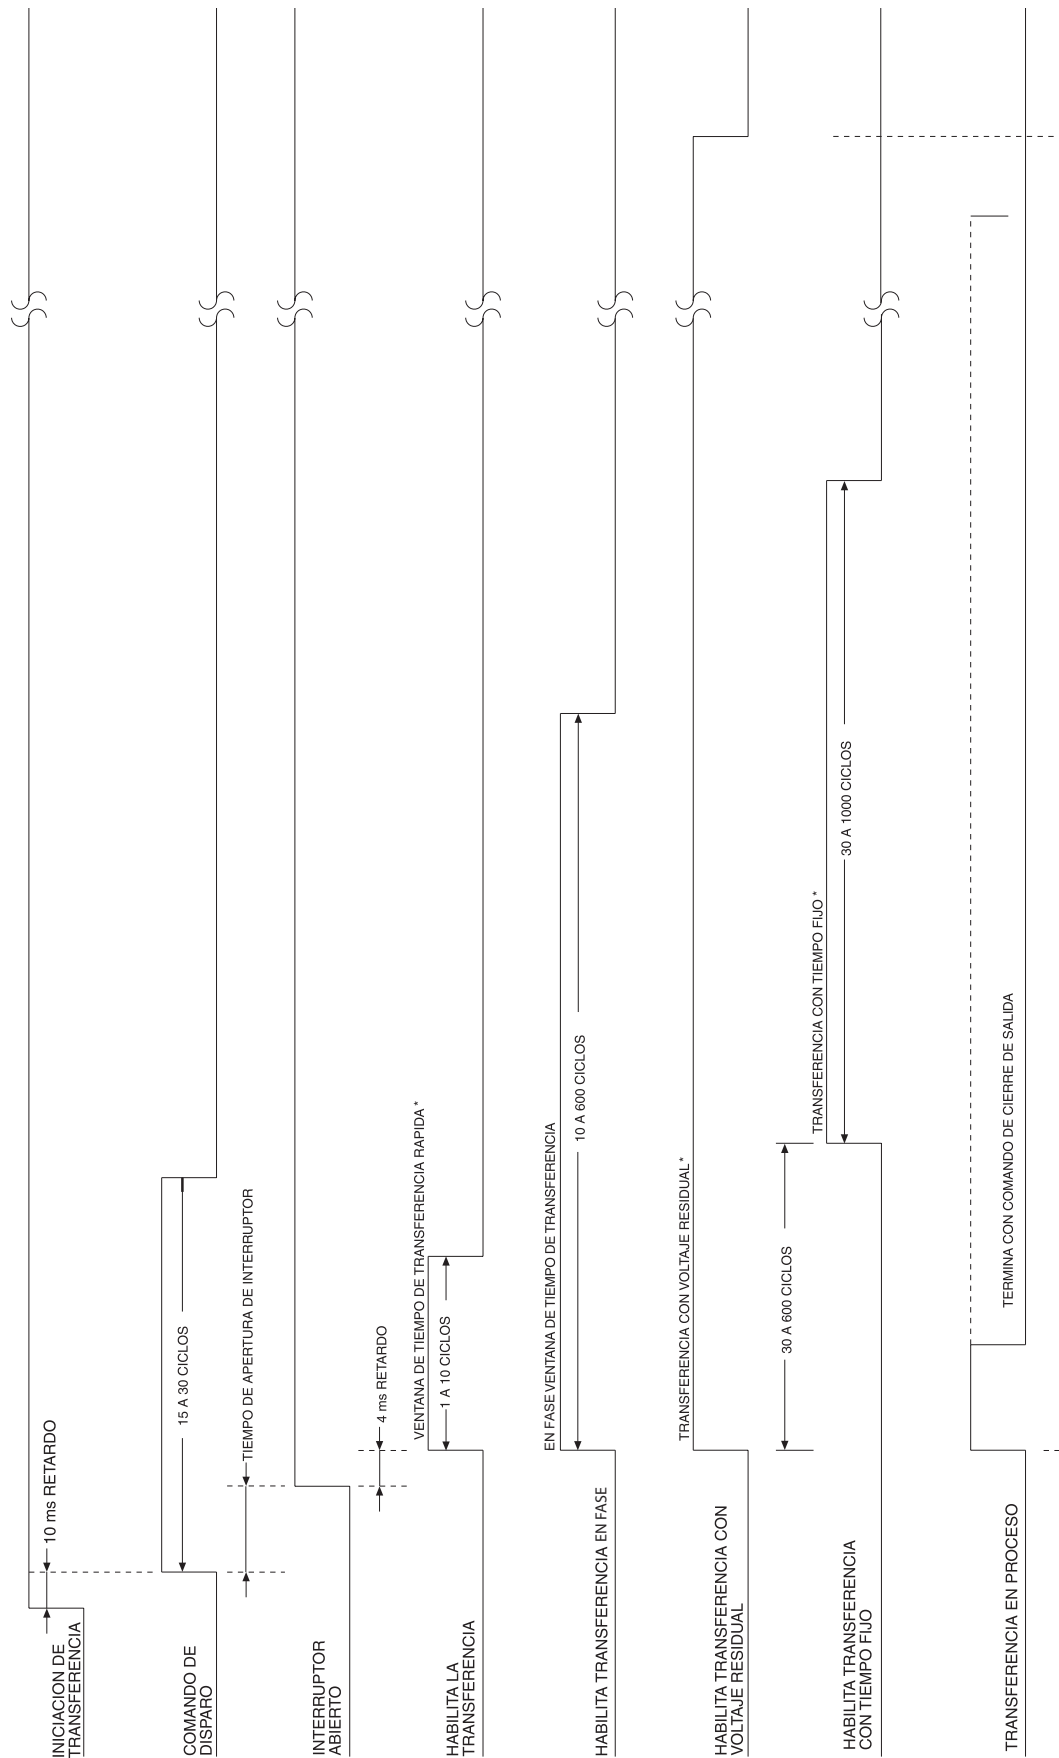 INICIACION DE
TRANSFERENCIA
10 ms RETARDO
COMANDO DE
DISPARO
15 A 30 CICLOS
TIEMPO DE APERTURA DE INTERRUPTOR
INTERRUPTOR
ABIERTO
4 ms RETARDO
HABILITA LA
TRANSFERENCIA
VENTANA DE TIEMPO DE TRANSFERENCIA RAPIDA *
1 A 10 CICLOS
HABILITA TRANSFERENCIA EN FASE
EN FASE VENTANA DE TIEMPO DE TRANSFERENCIA
10 A 600 CICLOS
HABILITA TRANSFERENCIA CON
VOLTAJE RESIDUAL
TRANSFERENCIA CON VOLTAJE RESIDUAL *
30 A 600 CICLOS
HABILITA TRANSFERENCIA
CON TIEMPO FIJO
TRANSFERENCIA CON TIEMPO FIJO *
30 A 1000 CICLOS
TRANSFERENCIA EN PROCESO
TERMINA CON COMANDO DE CIERRE DE SALIDA